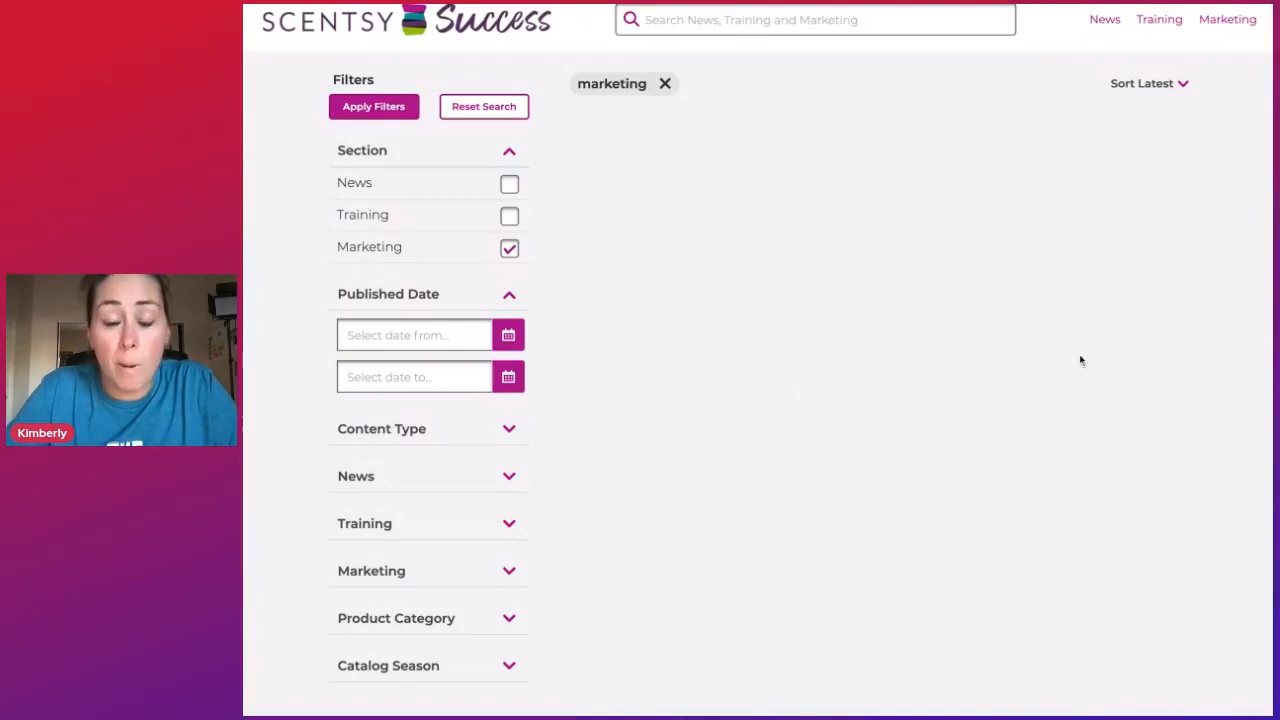 SCENTSY Success
Search News, Training and Marketing
News Training Marketing
Filters
marketing
Sort Latest
Apply Filters
Reset Search
Section
News
Training
Marketing
Published Date
Select date from...
Select date to...
Content Type
News
Training
Marketing
Product Category
Catalog Season
Kimberly